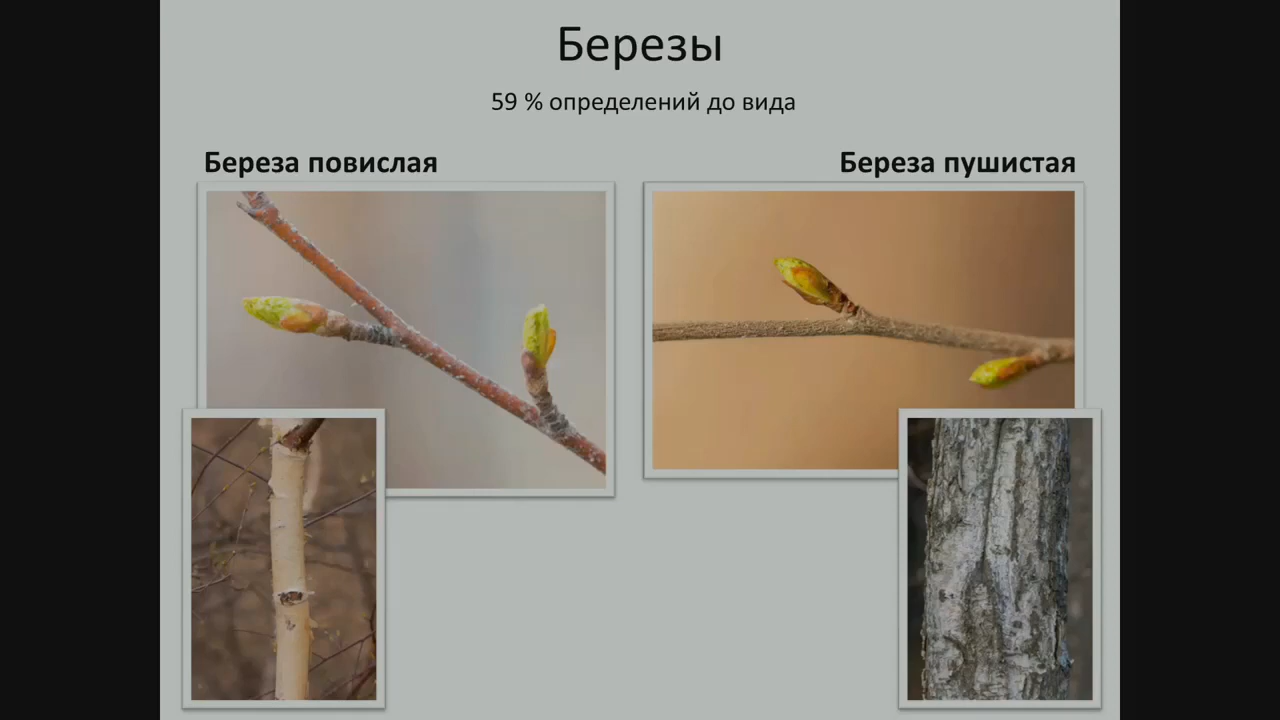 Березы
59 % определений до вида
Береза повислая
Береза пушистая